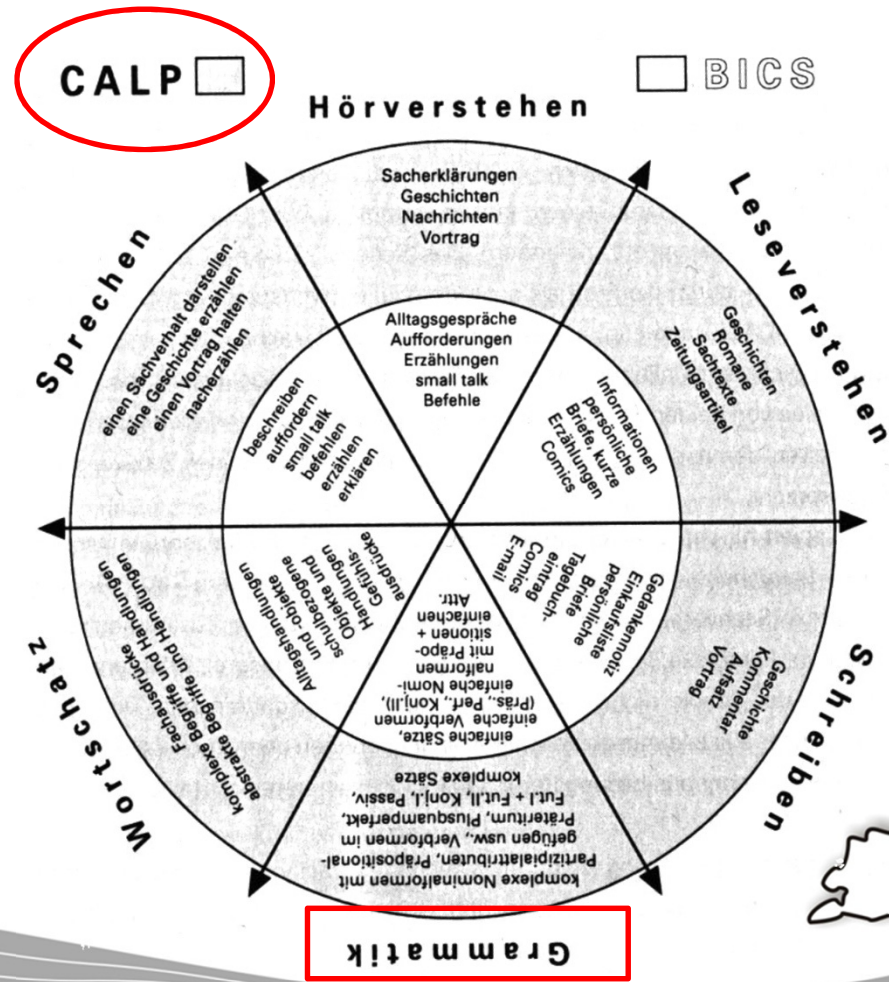 CALP
BICS
Hörverstehen
Sacherklärungen
Geschichten
Nachrichten
Vortrag
Alltagsgespräche
Aufforderungen
Erzählungen
small talk
Befehle
Leseverstehen
Geschichten
Romane
Sachtexte
Zeitungsartikel
Informationen
persönliche
Briefe, kurze
Erzählungen
Comics
Schreiben
Gedankennotiz
Einkaufsliste
persönliche
Briefe
Tagebuch-
eintrag
Comics
E-mail
Geschichte
Kommentar
Aufsatz
Vortrag
Grammatik
komplexe Nominalformen mit
Partizipialattributen, Präpositional-
gefügen usw., Verbformen im
Präteritum, Plusquamperfekt,
Fut.I + Fut.II, Konj.I, Passiv,
komplexe Sätze
einfache Sätze,
einfache Verbformen
(Präs., Perf., Konj.II),
einfache Nomi-
nalformen
mit Präpo-
sitionen +
einfachen
Attr.
Wortschatz
Alltagshandlungen
und -objekte
schulbezogene
Objekte und
Handlungen
Gefühls-
ausdrücke
abstrakte Begriffe und Handlungen
komplexe Begriffe und Handlungen
Fachausdrücke
Sprechen
einen Sachverhalt darstellen
eine Geschichte erzählen
einen Vortrag halten
nacherzählen
beschreiben
auffordern
small talk
befehlen
erzählen
erklären